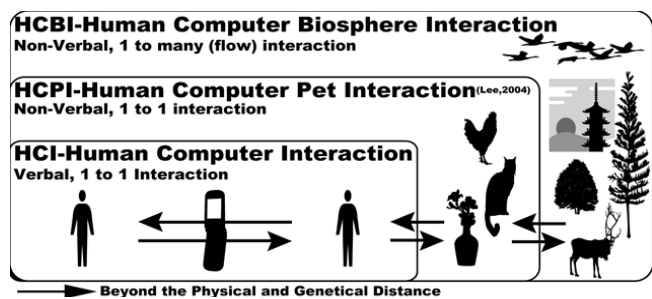 HCBI-Human Computer Biosphere Interaction
Non-Verbal, 1 to many (flow) interaction
HCPI-Human Computer Pet Interaction(Lee,2004)
Non-Verbal, 1 to 1 interaction
HCI-Human Computer Interaction
Verbal, 1 to 1 Interaction
Beyond the Physical and Genetical Distance